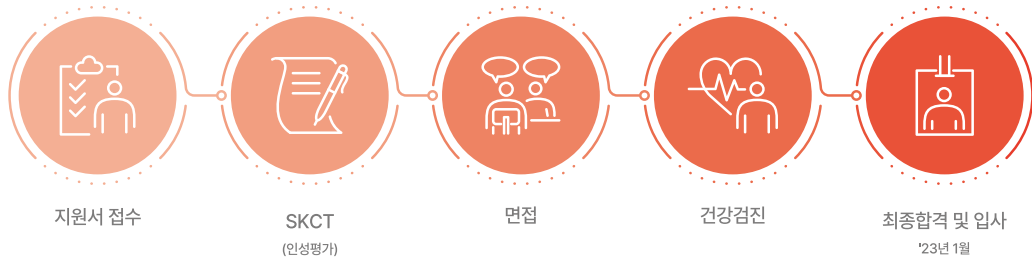 지원서 접수
SKCT
(인성평가)
면접
건강검진
최종합격 및 입사
'23년 1월